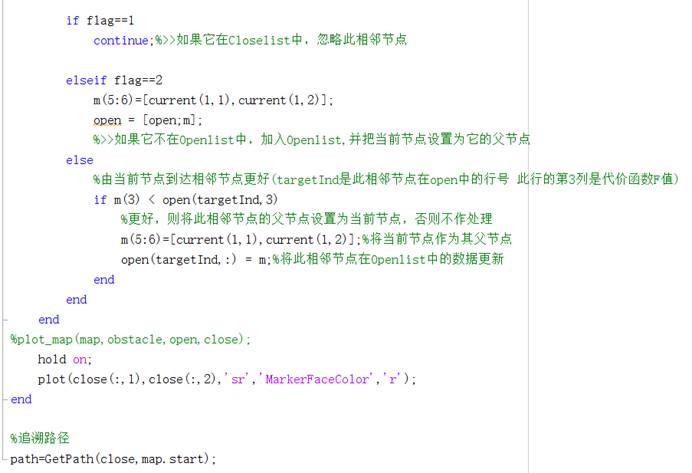 if flag==1
continue;%>>如果它在Closelist中，忽略此相邻节点
elseif flag==2
m(5:6)=[current(1,1),current(1,2)];
open = [open;m];
%>>如果它不在Openlist中，加入Openlist,并把当前节点设置为它的父节点
else
%由当前节点到达相邻节点更好(targetInd是此相邻节点在open中的行号 此行的第3列是代价函数F值)
if m(3) < open(targetInd,3)
%更好，则将此相邻节点的父节点设置为当前节点，否则不作处理
m(5:6)=[current(1,1),current(1,2)];%将当前节点作为其父节点
open(targetInd,:) = m;%将此相邻节点在Openlist中的数据更新
end
end
end
%plot_map(map,obstacle,open,close);
hold on;
plot(close(:,1),close(:,2),'sr','MarkerFaceColor','r');
end
%追溯路径
path=GetPath(close,map.start);